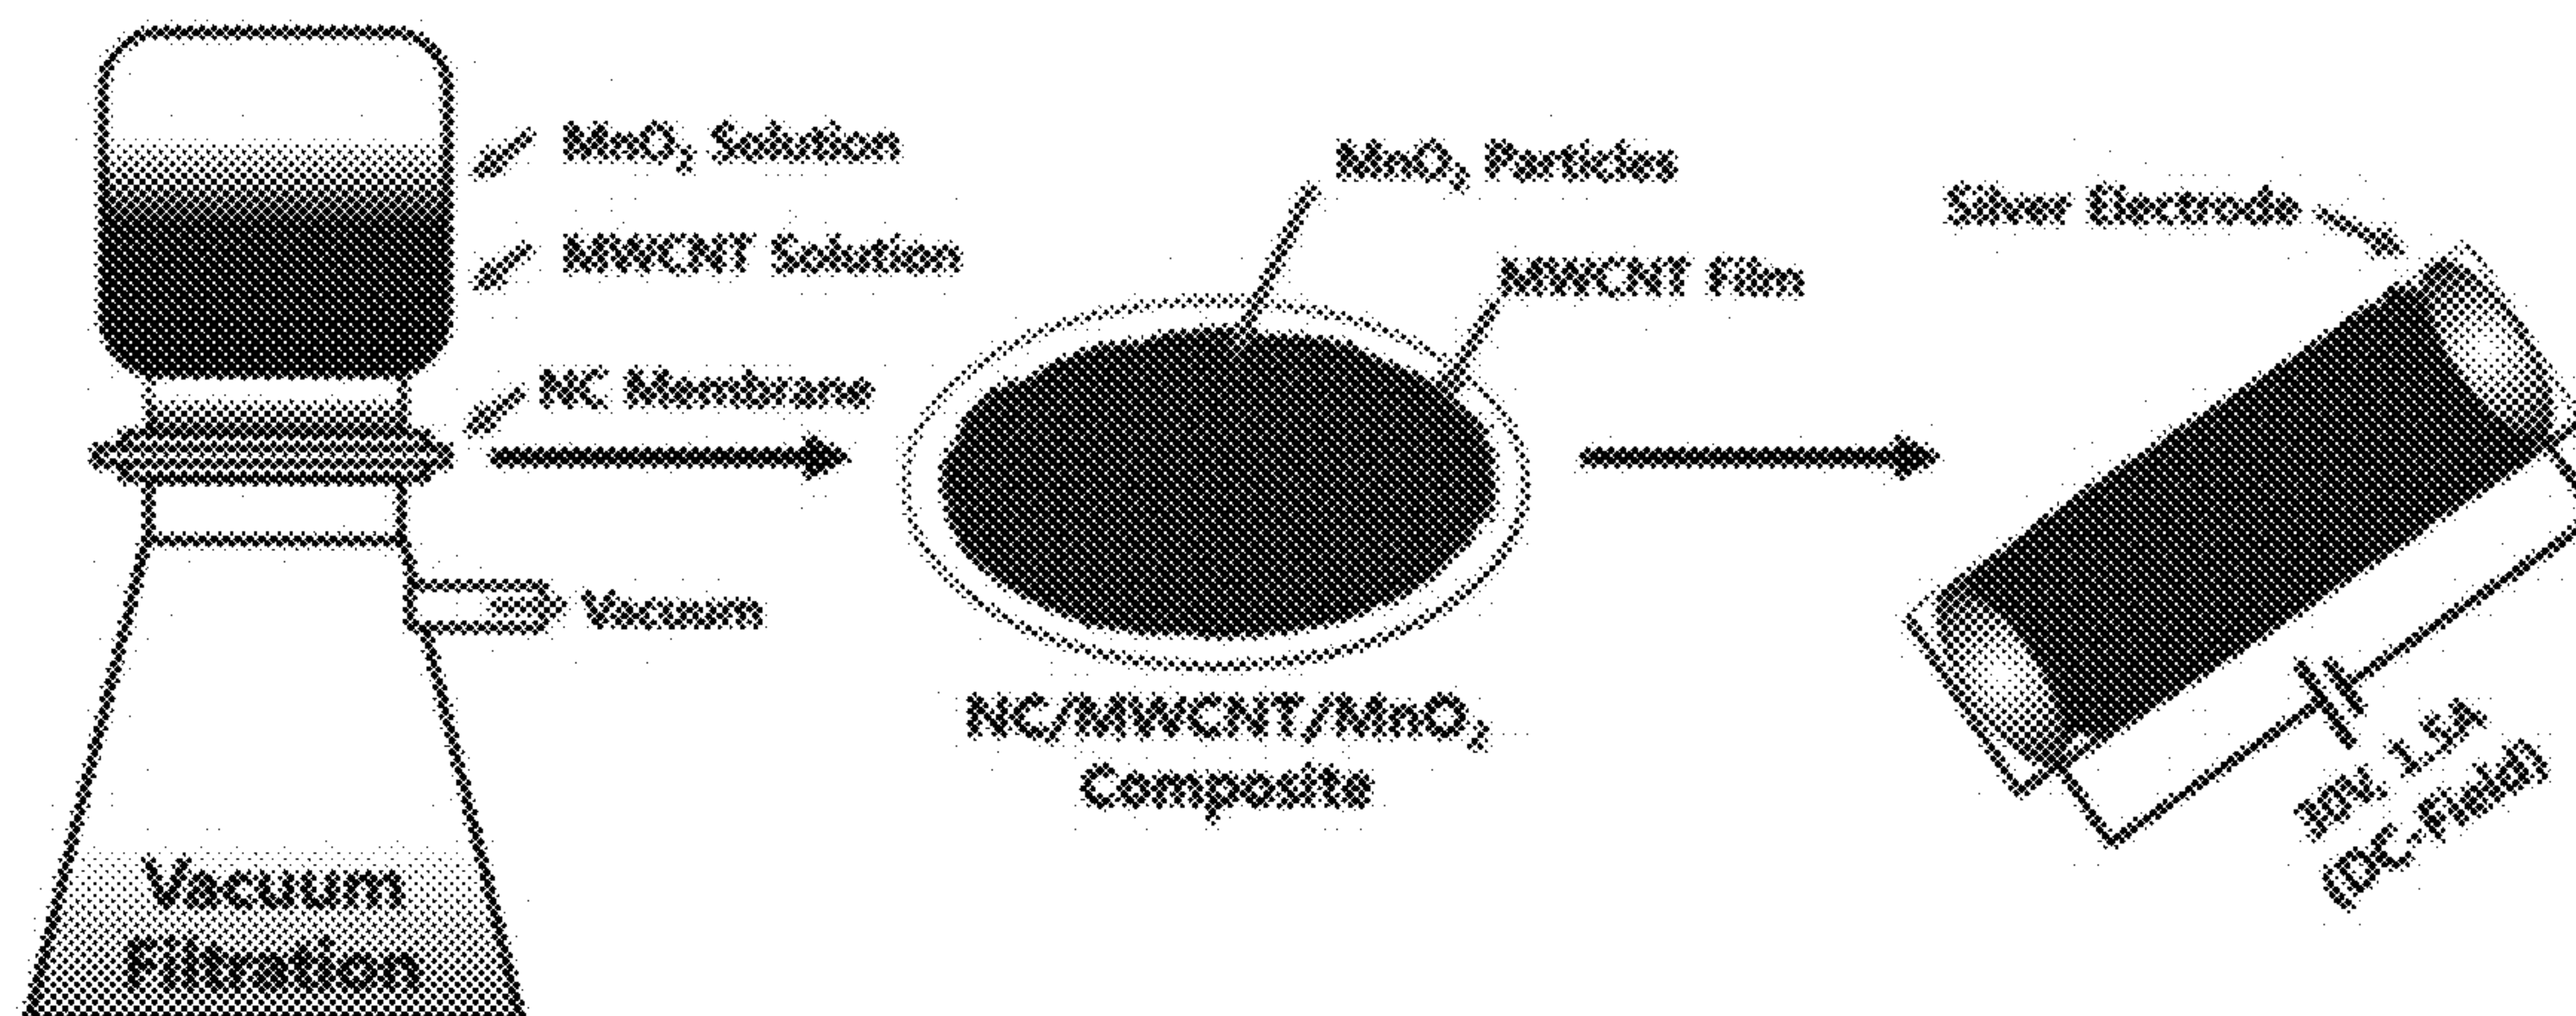 MnO₂ Solution
MWCNT Solution
NC Membrane
Vacuum
Vacuum
Filtration
MnO₂ Particles
MWCNT Film
NC/MWCNT/MnO₂
Composite
Silver Electrode
30V, 1.5A
(DC-Field)